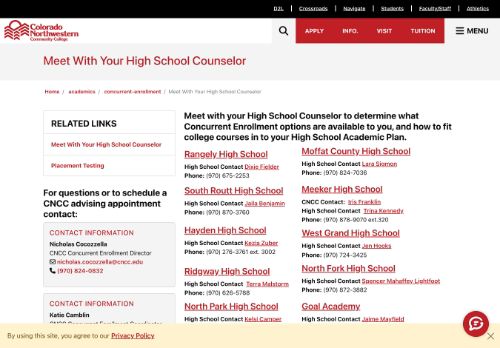 D2L | Crossroads | Navigate | Students | Faculty/Staff | Athletics
Colorado
Northwestern
Community College
APPLY INFO. VISIT TUITION MENU
Meet With Your High School Counselor
Home / academics / concurrent-enrollment / Meet With Your High School Counselor
RELATED LINKS
Meet With Your High School Counselor
Placement Testing
For questions or to schedule a
CNCC advising appointment
contact:
CONTACT INFORMATION
Nicholas Cocozzella
CNCC Concurrent Enrollment Director
nicholas.cocozzella@cncc.edu
(970) 824-0832
CONTACT INFORMATION
Katie Camblin
CNCC Concurrent Enrollment Coordinator
Meet with your High School Counselor to determine what
Concurrent Enrollment options are available to you, and how to fit
college courses in to your High School Academic Plan.
Rangely High School
High School Contact Dixie Fielder
Phone: (970) 675-2253
South Routt High School
High School Contact Jaila Benjamin
Phone: (970) 870-3760
Hayden High School
High School Contact Kezia Zuber
Phone: (970) 276-3761 ext. 3002
Ridgway High School
High School Contact Terra Malstorm
Phone: (970) 626-5788
North Park High School
High School Contact Kelsi Camper
Moffat County High School
High School Contact Lara Slomon
Phone: (970) 824-7036
Meeker High School
CNCC Contact: Iris Franklin
High School Contact Trina Kennedy
Phone: (970) 878-9070 ext.320
West Grand High School
High School Contact Jen Hooks
Phone: (970) 724-3425
North Fork High School
High School Contact Spencer Mahaffey Lightfoot
Phone: (970) 872-3882
Goal Academy
High School Contact Jaime Mayfield
By using this site, you agree to our Privacy Policy